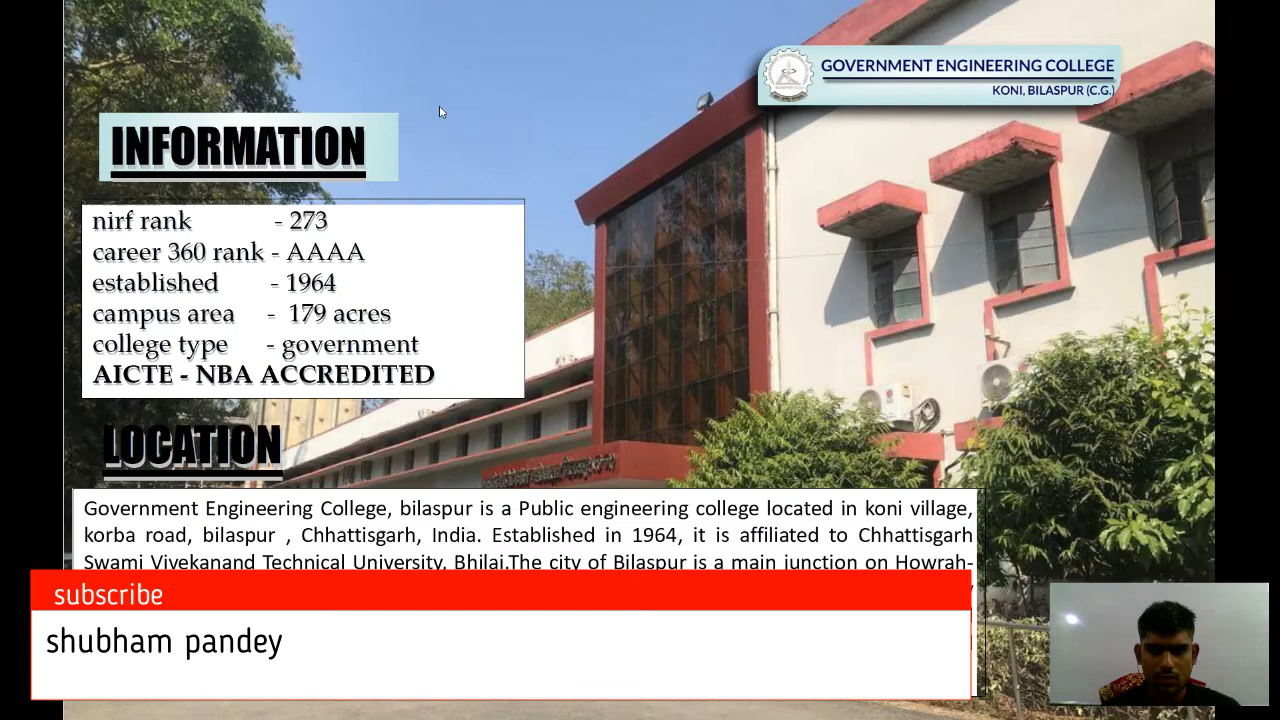 GOVERNMENT ENGINEERING COLLEGE
KONI, BILASPUR (C.G.)
INFORMATION
nirf rank - 273
career 360 rank - AAAA
established - 1964
campus area - 179 acres
college type - government
AICTE - NBA ACCREDITED
LOCATION
Government Engineering College, bilaspur is a Public engineering college located in koni village,
korba road, bilaspur , Chhattisgarh, India. Established in 1964, it is affiliated to Chhattisgarh
Swami Vivekanand Technical University, Bhilai.The city of Bilaspur is a main junction on Howrah-
subscribe
shubham pandey